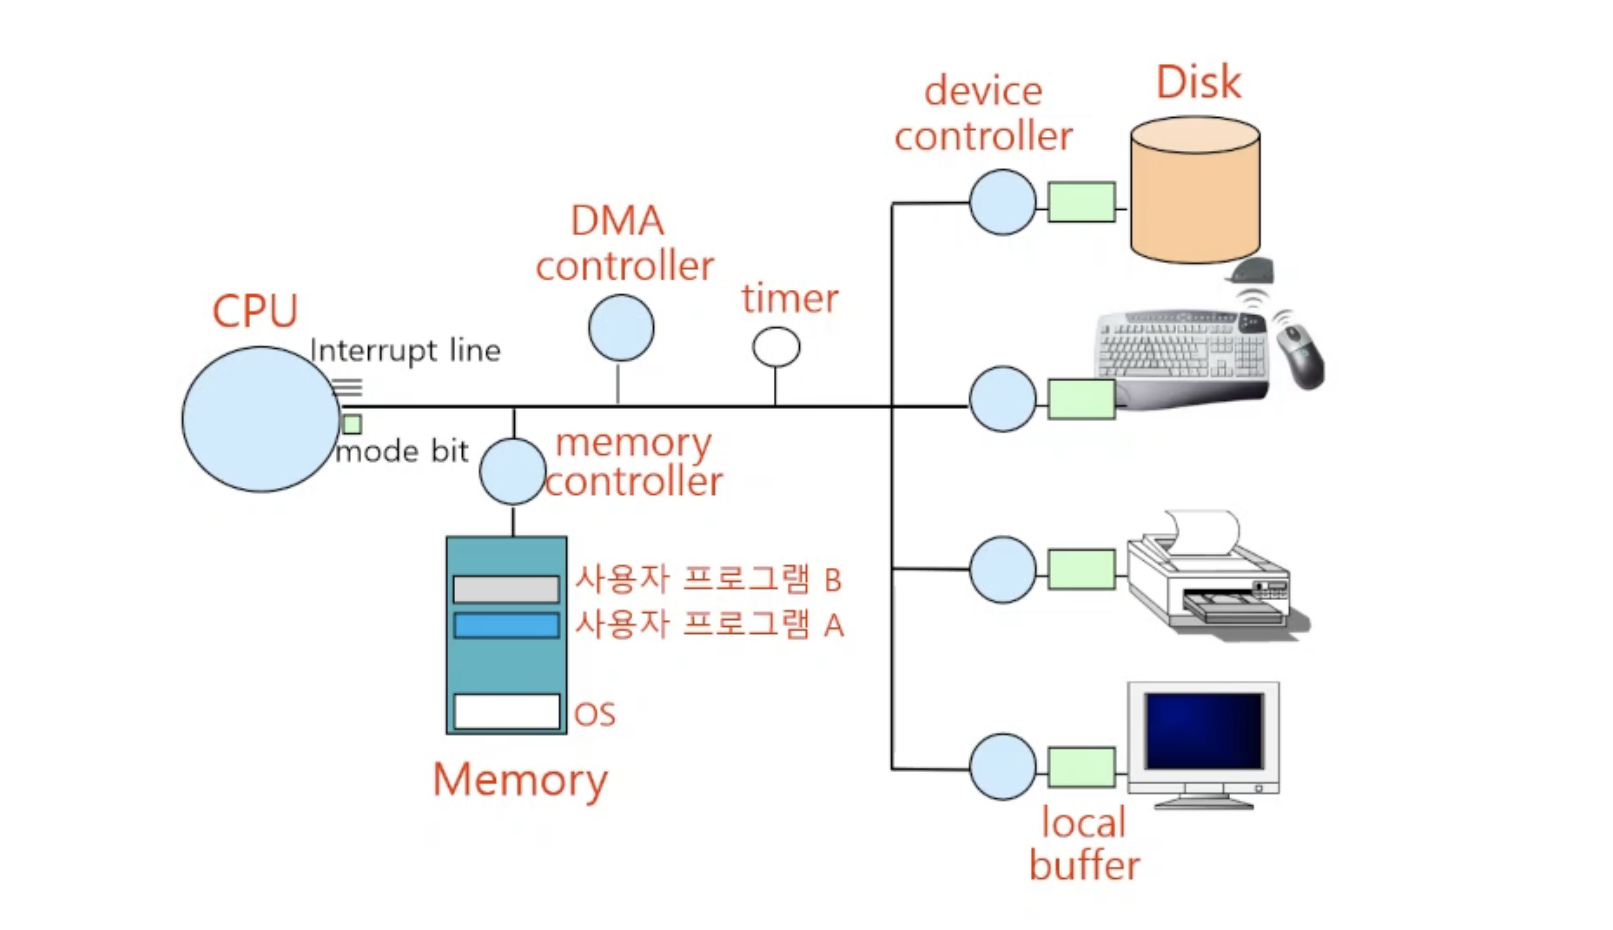 device
controller
Disk
DMA
controller
timer
CPU
Interrupt line
mode bit
memory
controller
사용자 프로그램 B
사용자 프로그램 A
OS
Memory
local
buffer